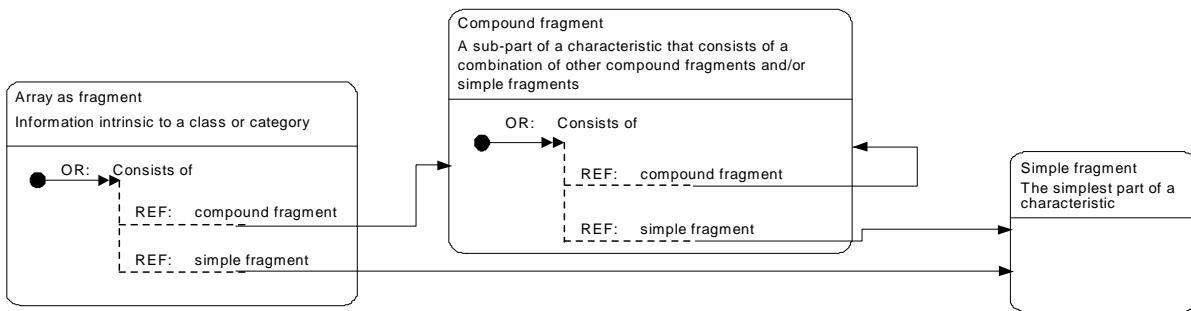 Compound fragment
A sub-part of a characteristic that consists of a
combination of other compound fragments and/or
simple fragments
OR: Consists of
REF: compound fragment
REF: simple fragment
Array as fragment
Information intrinsic to a class or category
OR: Consists of
REF: compound fragment
REF: simple fragment
Simple fragment
The simplest part of a
characteristic